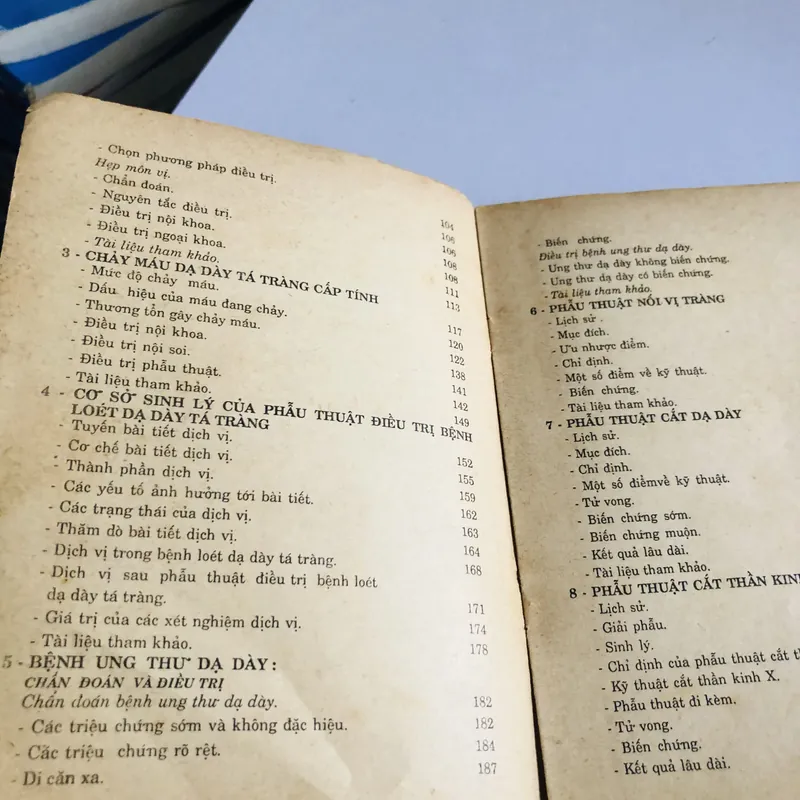 - Chọn phương pháp điều trị.
Hẹp môn vị.
- Chẩn đoán.
- Nguyên tắc điều trị. 104
- Điều trị nội khoa. 106
- Điều trị ngoại khoa. 106
- Tài liệu tham khảo. 108
3 - CHẢY MÁU DẠ DÀY TÁ TRÀNG CẤP TÍNH 108
- Mức độ chảy máu. 111
- Dấu hiệu của máu đang chảy. 113
- Thương tổn gây chảy máu. 117
- Điều trị nội khoa. 120
- Điều trị nội soi. 122
- Điều trị phẫu thuật. 138
- Tài liệu tham khảo. 141
4 - CƠ SỞ SINH LÝ CỦA PHẪU THUẬT ĐIỀU TRỊ BỆNH 142
LOÉT DẠ DÀY TÁ TRÀNG 149
- Tuyến bài tiết dịch vị.
- Cơ chế bài tiết dịch vị. 152
- Thành phần dịch vị. 155
- Các yếu tố ảnh hưởng tới bài tiết. 159
- Các trạng thái của dịch vị. 162
- Thăm dò bài tiết dịch vị. 163
- Dịch vị trong bệnh loét dạ dày tá tràng. 164
- Dịch vị sau phẫu thuật điều trị bệnh loét 168
dạ dày tá tràng.
- Giá trị của các xét nghiệm dịch vị. 171
- Tài liệu tham khảo. 174
5 - BỆNH UNG THƯ DẠ DÀY: 178
CHẨN ĐOÁN VÀ ĐIỀU TRỊ
Chẩn đoán bệnh ung thư dạ dày. 182
- Các triệu chứng sớm và không đặc hiệu. 182
- Các triệu chứng rõ rệt. 184
- Di căn xa. 187
- Biến chứng.
Điều trị bệnh ung thư dạ dày.
- Ung thư dạ dày không biến chứng.
- Ung thư dạ dày có biến chứng.
- Tài liệu tham khảo.
6 - PHẪU THUẬT NỐI VỊ TRÀNG
- Lịch sử .
- Mục đích.
- Ưu nhược điểm.
- Chỉ định.
- Một số điểm về kỹ thuật.
- Biến chứng.
- Tài liệu tham khảo.
7 - PHẪU THUẬT CẮT DẠ DÀY
- Lịch sử.
- Mục đích.
- Chỉ định.
- Một số điểmvề kỹ thuật.
- Tử vong.
- Biến chứng sớm.
- Biến chứng muộn.
- Kết quả lâu dài.
- Tài liệu tham khảo.
8 - PHẪU THUẬT CẮT THẦN KINH
- Lịch sử.
- Giải phẫu.
- Sinh lý.
- Chỉ định của phẫu thuật cắt
- Kỹ thuật cắt thần kinh X.
- Phẫu thuật đi kèm.
- Tử vong.
- Biến chứng.
- Kết quả lâu dài.